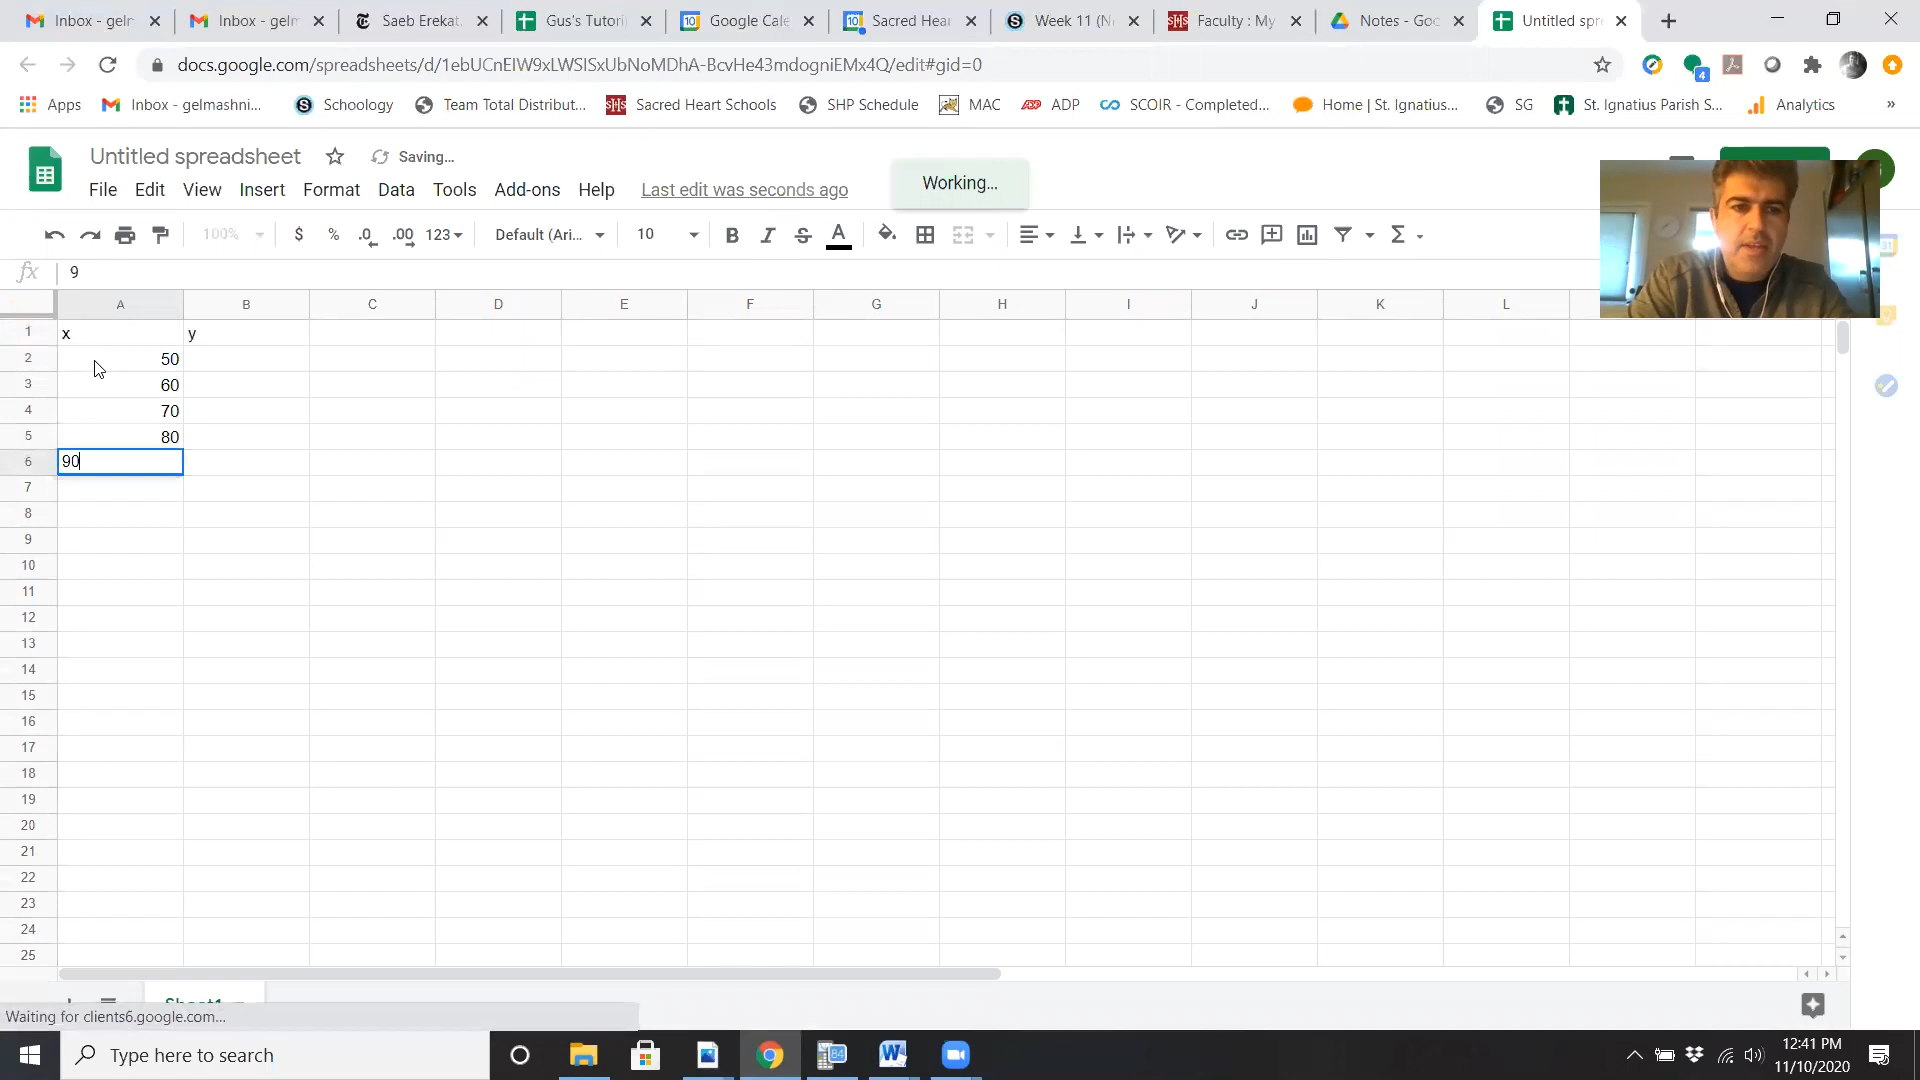 Inbox - gelm
Inbox - gelm
Saeb Erekat
Gus's Tutori
Google Cale
Sacred Hear
Week 11 (N
Faculty : My
Notes - Goo
Untitled spre
docs.google.com/spreadsheets/d/1ebUCnEIW9xLWSISxUbNoMDhA-BcvHe43mdogniEMx4Q/edit#gid=0
4
Apps
Inbox - gelmashni...
Schoology
Team Total Distribut...
Sacred Heart Schools
SHP Schedule
MAC
ADP
SCOIR - Completed...
Home | St. Ignatius...
SG
St. Ignatius Parish S...
Analytics
»
Untitled spreadsheet
Saving...
Working...
File Edit View Insert Format Data Tools Add-ons Help Last edit was seconds ago
100% $ % .0 .00 123 Default (Ari... 10 B I S A Σ
fx 9
A B C D E F G H I J K L
1 x y
2 50
3 60
4 70
5 80
6 90
7
8
9
10
11
12
13
14
15
16
17
18
19
20
21
22
23
24
25
Sheet1
Waiting for clients6.google.com...
Type here to search
12:41 PM
11/10/2020